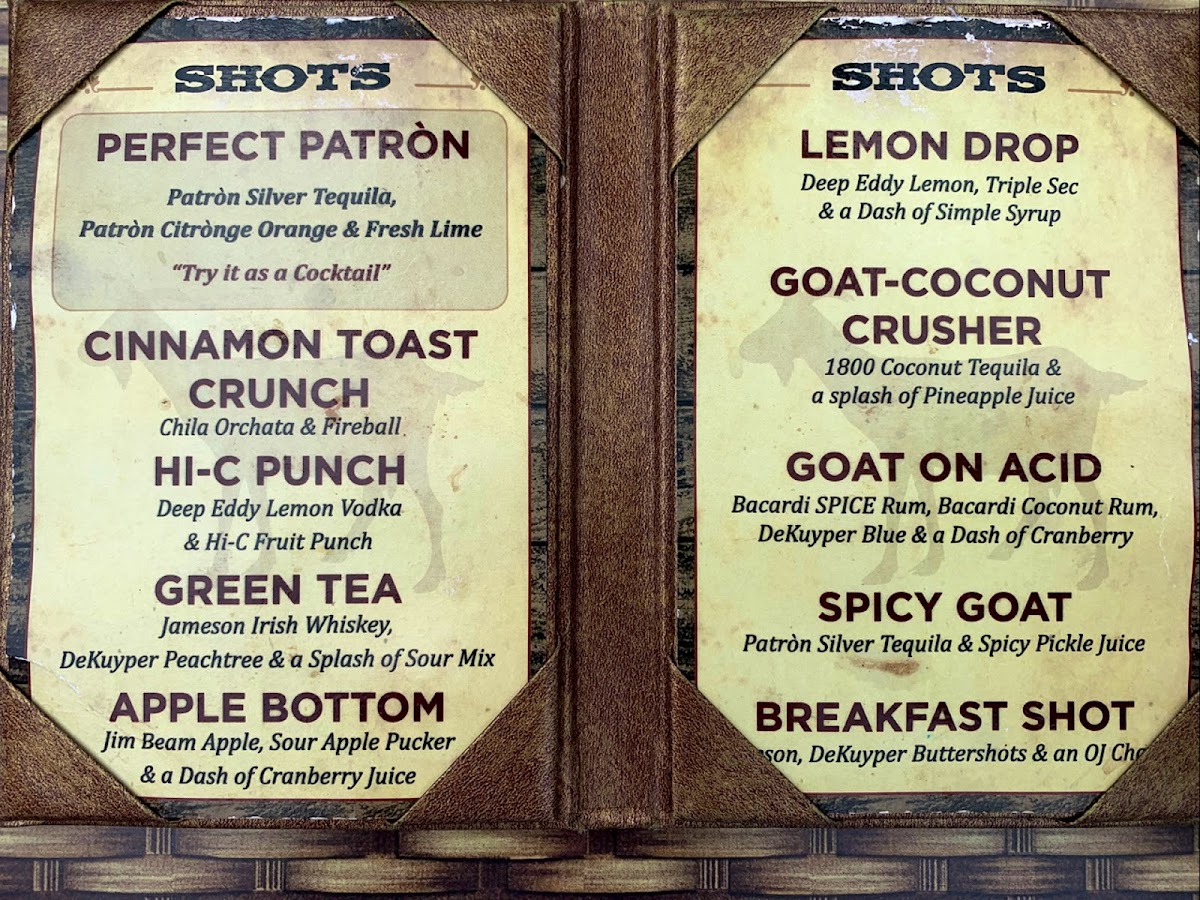 SHOTS
PERFECT PATRÒN
Patròn Silver Tequila,
Patròn Citrònge Orange & Fresh Lime
“Try it as a Cocktail”
CINNAMON TOAST
CRUNCH
Chila Orchata & Fireball
HI-C PUNCH
Deep Eddy Lemon Vodka
& Hi-C Fruit Punch
GREEN TEA
Jameson Irish Whiskey,
DeKuyper Peachtree & a Splash of Sour Mix
APPLE BOTTOM
Jim Beam Apple, Sour Apple Pucker
& a Dash of Cranberry Juice
SHOTS
LEMON DROP
Deep Eddy Lemon, Triple Sec
& a Dash of Simple Syrup
GOAT-COCONUT
CRUSHER
1800 Coconut Tequila &
a splash of Pineapple Juice
GOAT ON ACID
Bacardi SPICE Rum, Bacardi Coconut Rum,
DeKuyper Blue & a Dash of Cranberry
SPICY GOAT
Patròn Silver Tequila & Spicy Pickle Juice
BREAKFAST SHOT
DeKuyper Buttershots & an OJ